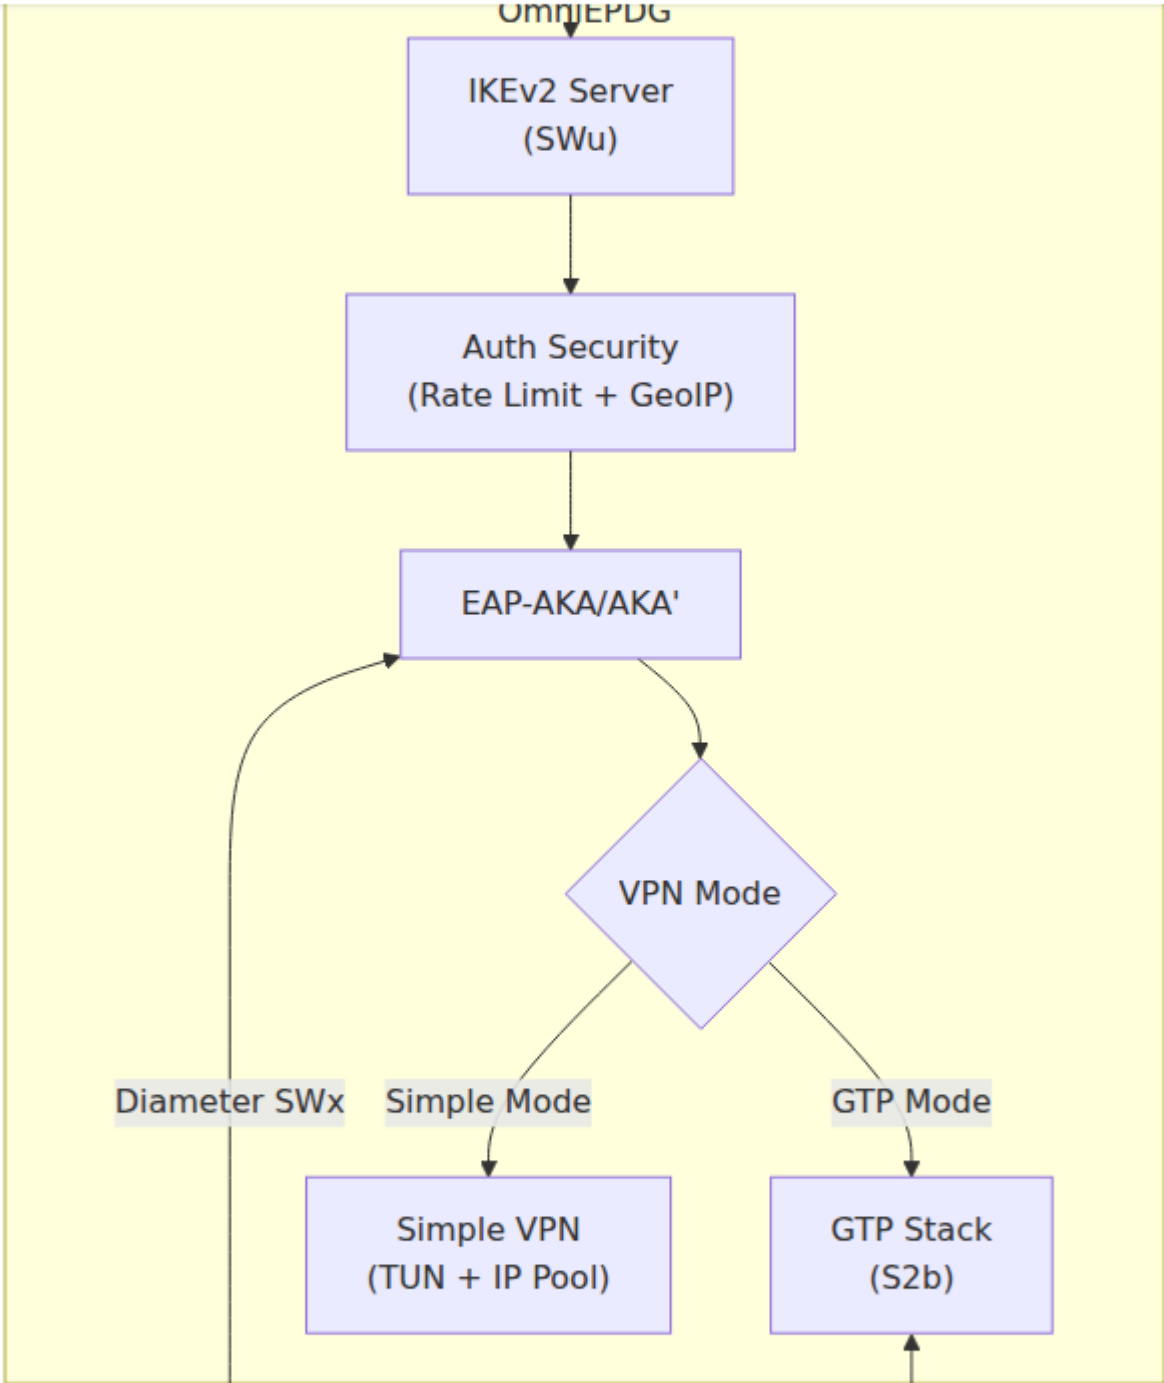 OmniEPDG
IKEv2 Server
(SWu)
Auth Security
(Rate Limit + GeoIP)
EAP-AKA/AKA'
VPN Mode
Diameter SWx
Simple Mode
GTP Mode
Simple VPN
(TUN + IP Pool)
GTP Stack
(S2b)